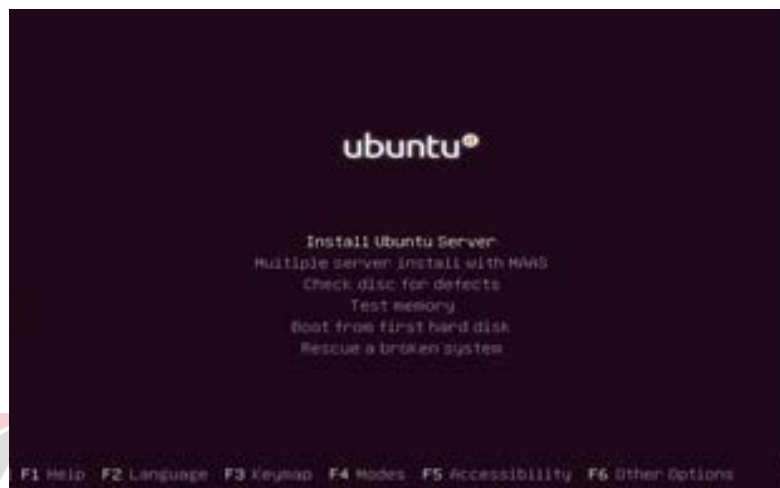 ubuntu
Install Ubuntu Server
Multiple server install with MAAS
Check disc for defects
Test memory
Boot from first hard disk
Rescue a broken system
F1 Help F2 Language F3 Keymap F4 Modes F5 Accessibility F6 Other Options